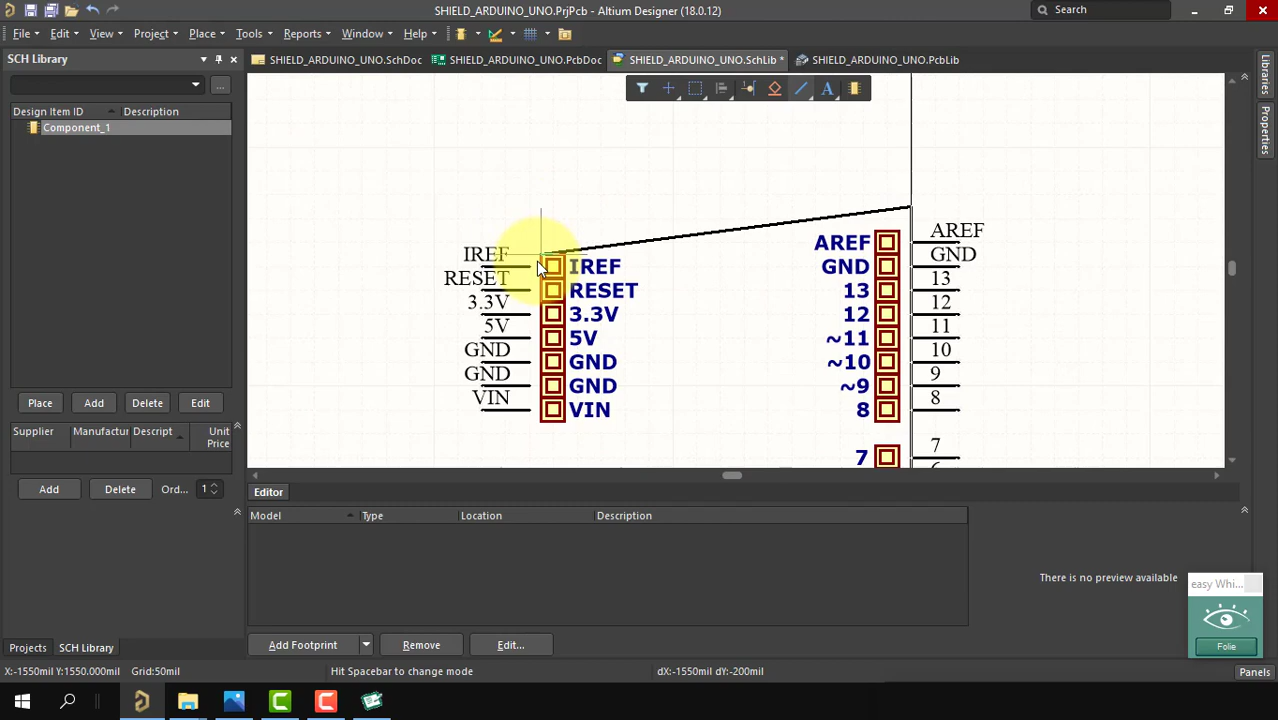 SHIELD_ARDUINO_UNO.PrjPcb - Altium Designer (18.0.12)
Search
File
Edit
View
Project
Place
Tools
Reports
Window
Help
SCH Library
SHIELD_ARDUINO_UNO.SchDoc
SHIELD_ARDUINO_UNO.PcbDoc
SHIELD_ARDUINO_UNO.SchLib *
SHIELD_ARDUINO_UNO.PcbLib
Libraries
Properties
...
A
Design Item ID
Description
Component_1
IREF
RESET
3.3V
5V
GND
GND
VIN
IREF
RESET
3.3V
5V
GND
GND
VIN
AREF
GND
13
12
~11
~10
~9
8
7
AREF
GND
13
12
11
10
9
8
7
Place
Add
Delete
Edit
Supplier
Manufactur
Descript
Unit Price
Add
Delete
Ord...
1
Editor
Model
Type
Location
Description
There is no preview available
easy Whi...
Folie
Add Footprint
Remove
Edit...
Projects
SCH Library
X:-1550mil Y:1550.000mil
Grid:50mil
Hit Spacebar to change mode
dX:-1550mil dY:-200mil
Panels